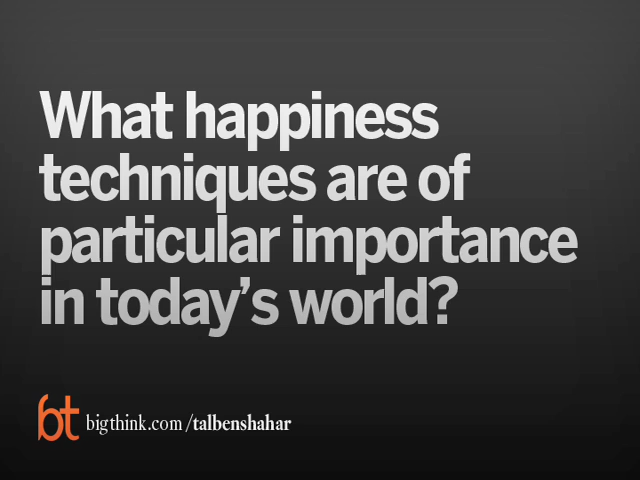 What happiness
techniques are of
particular importance
in today’s world?
bt bigthink.com/talbenshahar